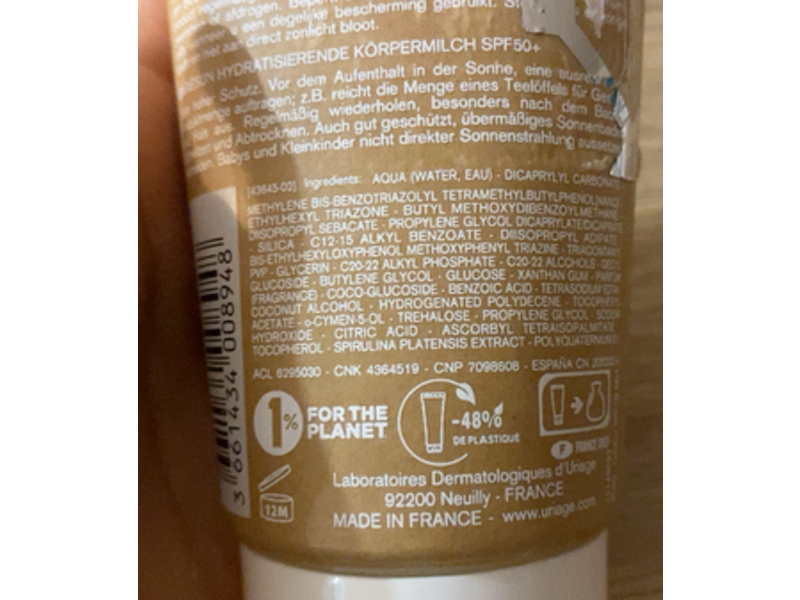 een degelijke bescherming gebruikt.
aan direct zonlicht bloot.
HYDRATISIERENDE KÖRPERMILCH SPF50+
Schutz. Vor dem Aufenthalt in der Sonhe, eine
auftragen; z.B. reicht die Menge eines Teelöffels für
aus. Regelmäßig wiederholen, besonders nach dem
und Abtrocknen. Auch gut geschützt, übermäßiges
Babys und Kleinkinder nicht direkter Sonnenstrahlung
[43645-02] Ingredients: AQUA (WATER, EAU) - DICAPRYLYL CARBONATE
METHYLENE BIS-BENZOTRIAZOLYL TETRAMETHYLBUTYLPHENOL
ETHYLHEXYL TRIAZONE - BUTYL METHOXYDIBENZOYLMETHANE -
DIISOPROPYL SEBACATE - PROPYLENE GLYCOL DICAPRYLATE/DICAPRATE
- SILICA - C12-15 ALKYL BENZOATE - DIISOPROPYL ADIPATE -
BIS-ETHYLHEXYLOXYPHENOL METHOXYPHENYL TRIAZINE -
PVP - GLYCERIN - C20-22 ALKYL PHOSPHATE - C20-22 ALCOHOLS -
GLUCOSIDE - BUTYLENE GLYCOL - GLUCOSE - XANTHAN GUM - PARFUM
(FRAGRANCE) - COCO-GLUCOSIDE - BENZOIC ACID - TETRASODIUM
COCONUT ALCOHOL - HYDROGENATED POLYDECENE - TOCOPHERYL
ACETATE - o-CYMEN-5-OL - TREHALOSE - PROPYLENE GLYCOL - SODIUM
HYDROXIDE - CITRIC ACID - ASCORBYL TETRAISOPALMITATE -
TOCOPHEROL - SPIRULINA PLATENSIS EXTRACT -
ACL 6295030 - CNK 4364519 - CNP 7098608 - ESPAÑA CN
3 661434 008948
1% FOR THE
PLANET
-48%
DE PLASTIQUE
F FRANCE ONLY
12M
Laboratoires Dermatologiques d'Uriage
92200 Neuilly - FRANCE
MADE IN FRANCE - www.uriage.com